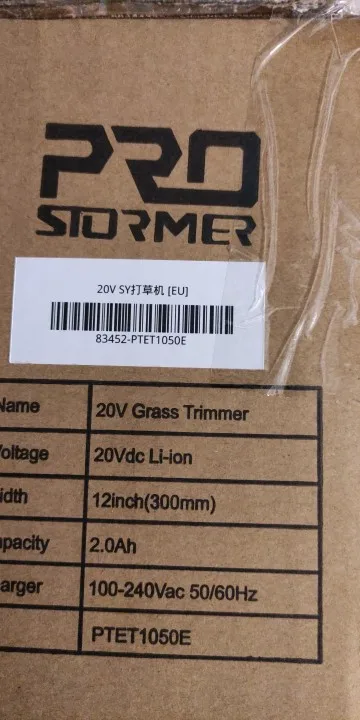 PRO
STORMER
20V SY打草机 [EU]
83452-PTET1050E
Name 20V Grass Trimmer
Voltage 20Vdc Li-ion
idth 12inch(300mm)
apacity 2.0Ah
arger 100-240Vac 50/60Hz
PTET1050E